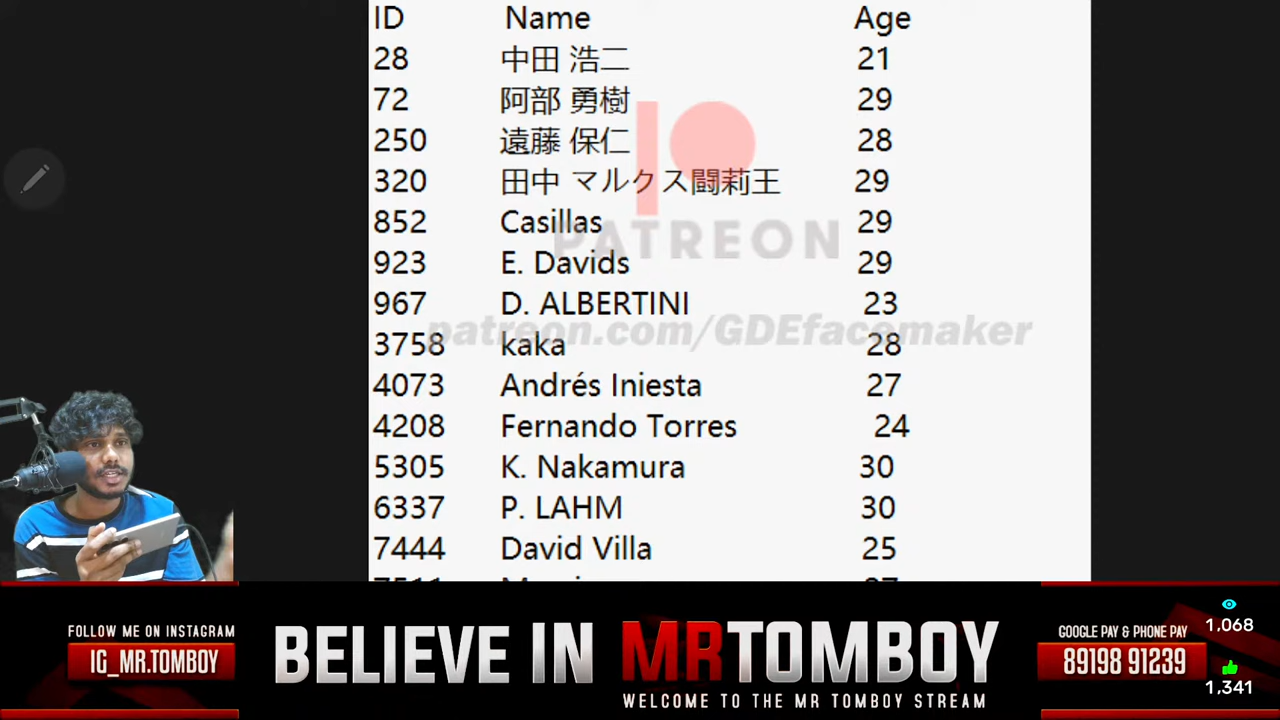 ID Name Age
28 中田 浩二 21
72 阿部 勇樹 29
250 遠藤 保仁 28
320 田中 マルクス闘莉王 29
852 Casillas 29
PATREON
923 E. Davids 29
967 D. ALBERTINI 23
patreon.com/GDEfacemaker
3758 kaka 28
4073 Andrés Iniesta 27
4208 Fernando Torres 24
5305 K. Nakamura 30
6337 P. LAHM 30
7444 David Villa 25
FOLLOW ME ON INSTAGRAM
IG_MR.TOMBOY
BELIEVE IN MRTOMBOY
WELCOME TO THE MR TOMBOY STREAM
GOOGLE PAY & PHONE PAY
89198 91239
1,068
1,341